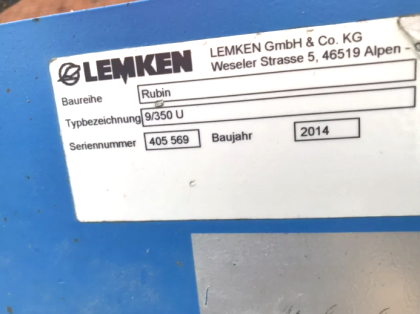 LEMKEN
LEMKEN GmbH & Co. KG
Weseler Strasse 5, 46519 Alpen -
Baureihe Rubin
Typbezeichnung 9/350 U
Seriennummer 405 569 Baujahr 2014